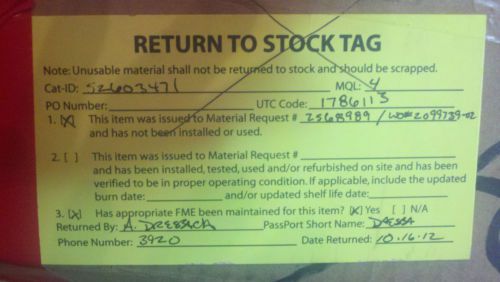 RETURN TO STOCK TAG
Note: Unusable material shall not be returned to stock and should be scrapped.
Cat-ID: S2603471 MQL: 4
PO Number: UTC Code: 1786113
1. [X] This item was issued to Material Request # 2568989 / WO# 2099789-02
and has not been installed or used.
2. [ ] This item was issued to Material Request #
and has been installed, tested, used and/or refurbished on site and has been
verified to be in proper operating condition. If applicable, include the updated
burn date: and/or updated shelf life date:
3. [X] Has appropriate FME been maintained for this item? [X] Yes [ ] N/A
Returned By: A. PassPort Short Name:
Phone Number: 3920 Date Returned: 10.16.12